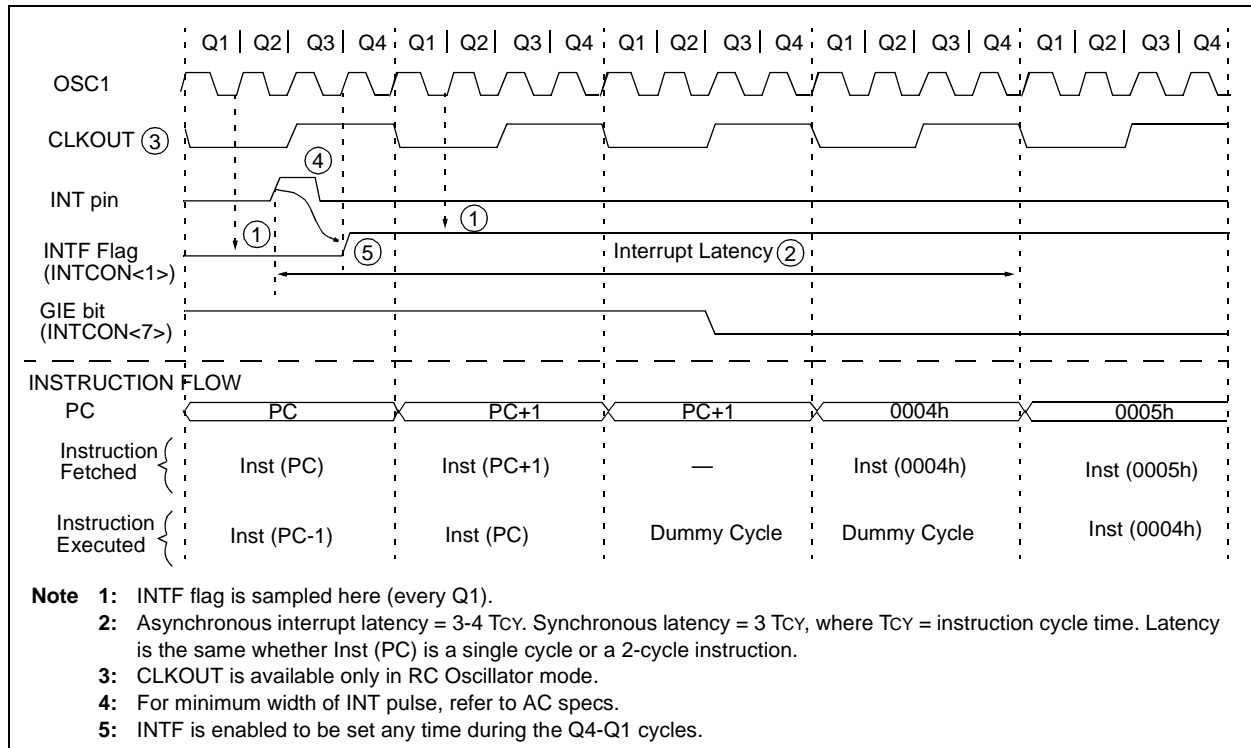 Q1 Q2 Q3 Q4 Q1 Q2 Q3 Q4 Q1 Q2 Q3 Q4 Q1 Q2 Q3 Q4 Q1 Q2 Q3 Q4
OSC1
CLKOUT 3
4
INT pin
1
1
INTF Flag
(INTCON<1>)
5
Interrupt Latency 2
GIE bit
(INTCON<7>)
INSTRUCTION FLOW
PC PC PC+1 PC+1 0004h 0005h
Instruction
Fetched
Inst (PC) Inst (PC+1) — Inst (0004h) Inst (0005h)
Instruction
Executed
Inst (PC-1) Inst (PC) Dummy Cycle Dummy Cycle Inst (0004h)
Note 1: INTF flag is sampled here (every Q1).
2: Asynchronous interrupt latency = 3-4 TCY. Synchronous latency = 3 TCY, where TCY = instruction cycle time. Latency
is the same whether Inst (PC) is a single cycle or a 2-cycle instruction.
3: CLKOUT is available only in RC Oscillator mode.
4: For minimum width of INT pulse, refer to AC specs.
5: INTF is enabled to be set any time during the Q4-Q1 cycles.